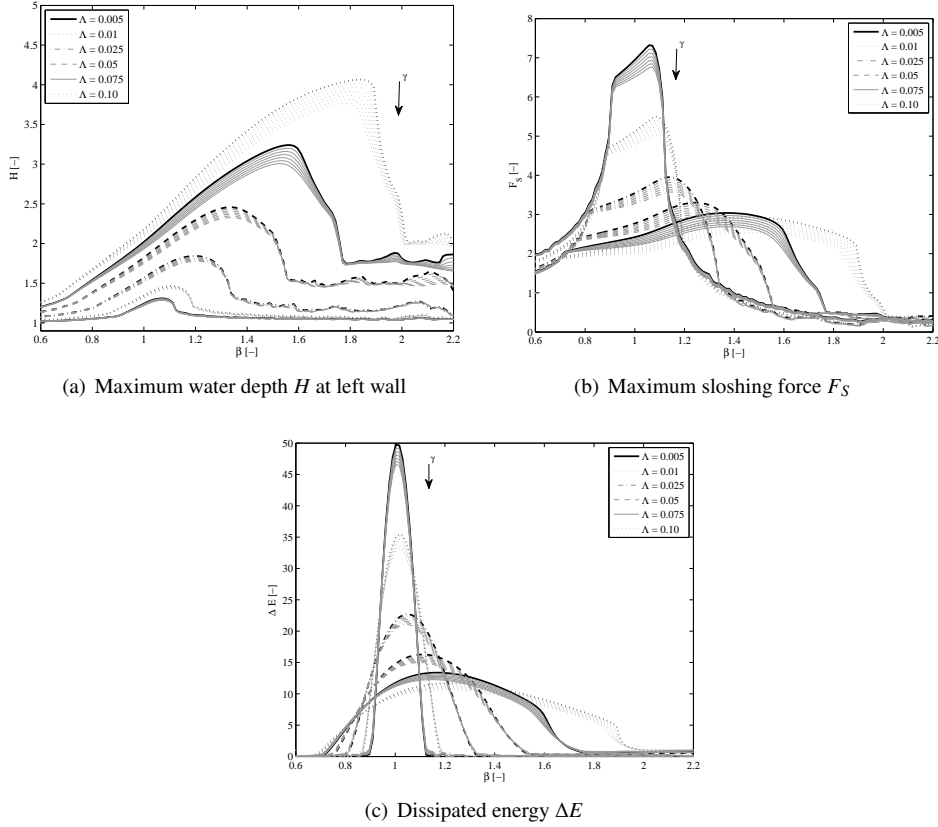 5
4.5
4
3.5
3
2.5
2
1.5
1
H [−]
0.6 0.8 1 1.2 1.4 1.6 1.8 2 2.2
β [−]
Λ = 0.005
Λ = 0.01
Λ = 0.025
Λ = 0.05
Λ = 0.075
Λ = 0.10
γ
(a) Maximum water depth H at left wall
8
7
6
5
4
3
2
1
0
F_S [−]
0.6 0.8 1 1.2 1.4 1.6 1.8 2 2.2
β [−]
Λ = 0.005
Λ = 0.01
Λ = 0.025
Λ = 0.05
Λ = 0.075
Λ = 0.10
γ
(b) Maximum sloshing force F_S
50
45
40
35
30
25
20
15
10
5
0
Δ E [−]
0.6 0.8 1 1.2 1.4 1.6 1.8 2 2.2
β [−]
Λ = 0.005
Λ = 0.01
Λ = 0.025
Λ = 0.05
Λ = 0.075
Λ = 0.10
γ
(c) Dissipated energy ΔE